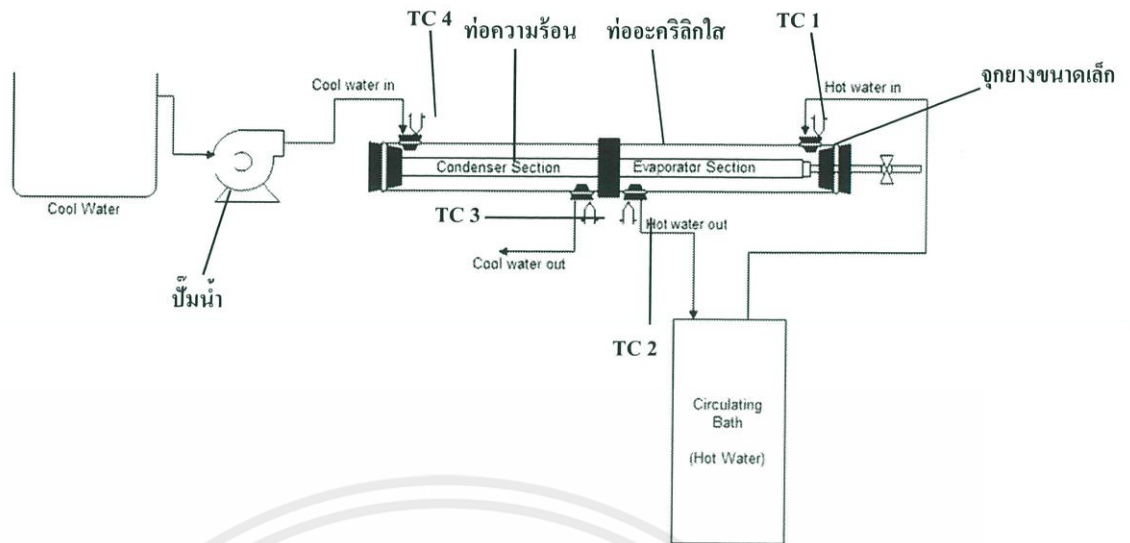 TC 4
ท่อความร้อน
ท่ออะคริลิกใส
TC 1
จุกยางขนาดเล็ก
Cool water in
Hot water in
Condenser Section
Evaporator Section
Cool Water
TC 3
Hot water out
Cool water out
ปั๊มน้ำ
TC 2
Circulating
Bath
(Hot Water)